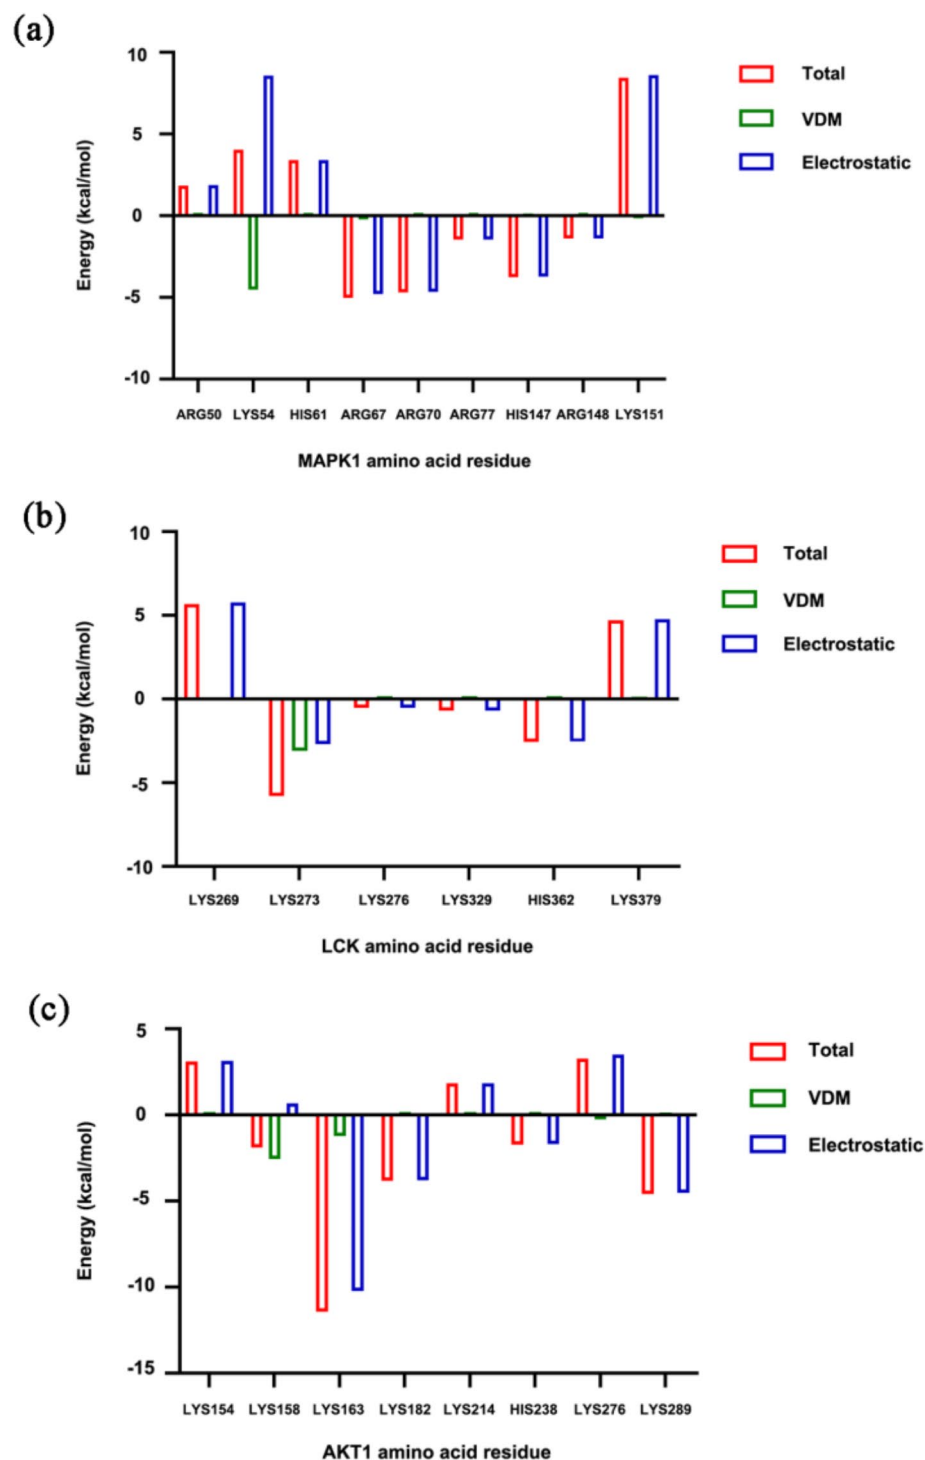 (a)
10
5
0
-5
-10
Energy (kcal/mol)
ARG50 LYS54 HIS61 ARG67 ARG70 ARG77 HIS147 ARG148 LYS151
MAPK1 amino acid residue
Total
VDM
Electrostatic
(b)
10
5
0
-5
-10
Energy (kcal/mol)
LYS269 LYS273 LYS276 LYS329 HIS362 LYS379
LCK amino acid residue
Total
VDM
Electrostatic
(c)
5
0
-5
-10
-15
Energy (kcal/mol)
LYS154 LYS158 LYS163 LYS182 LYS214 HIS238 LYS276 LYS289
AKT1 amino acid residue
Total
VDM
Electrostatic